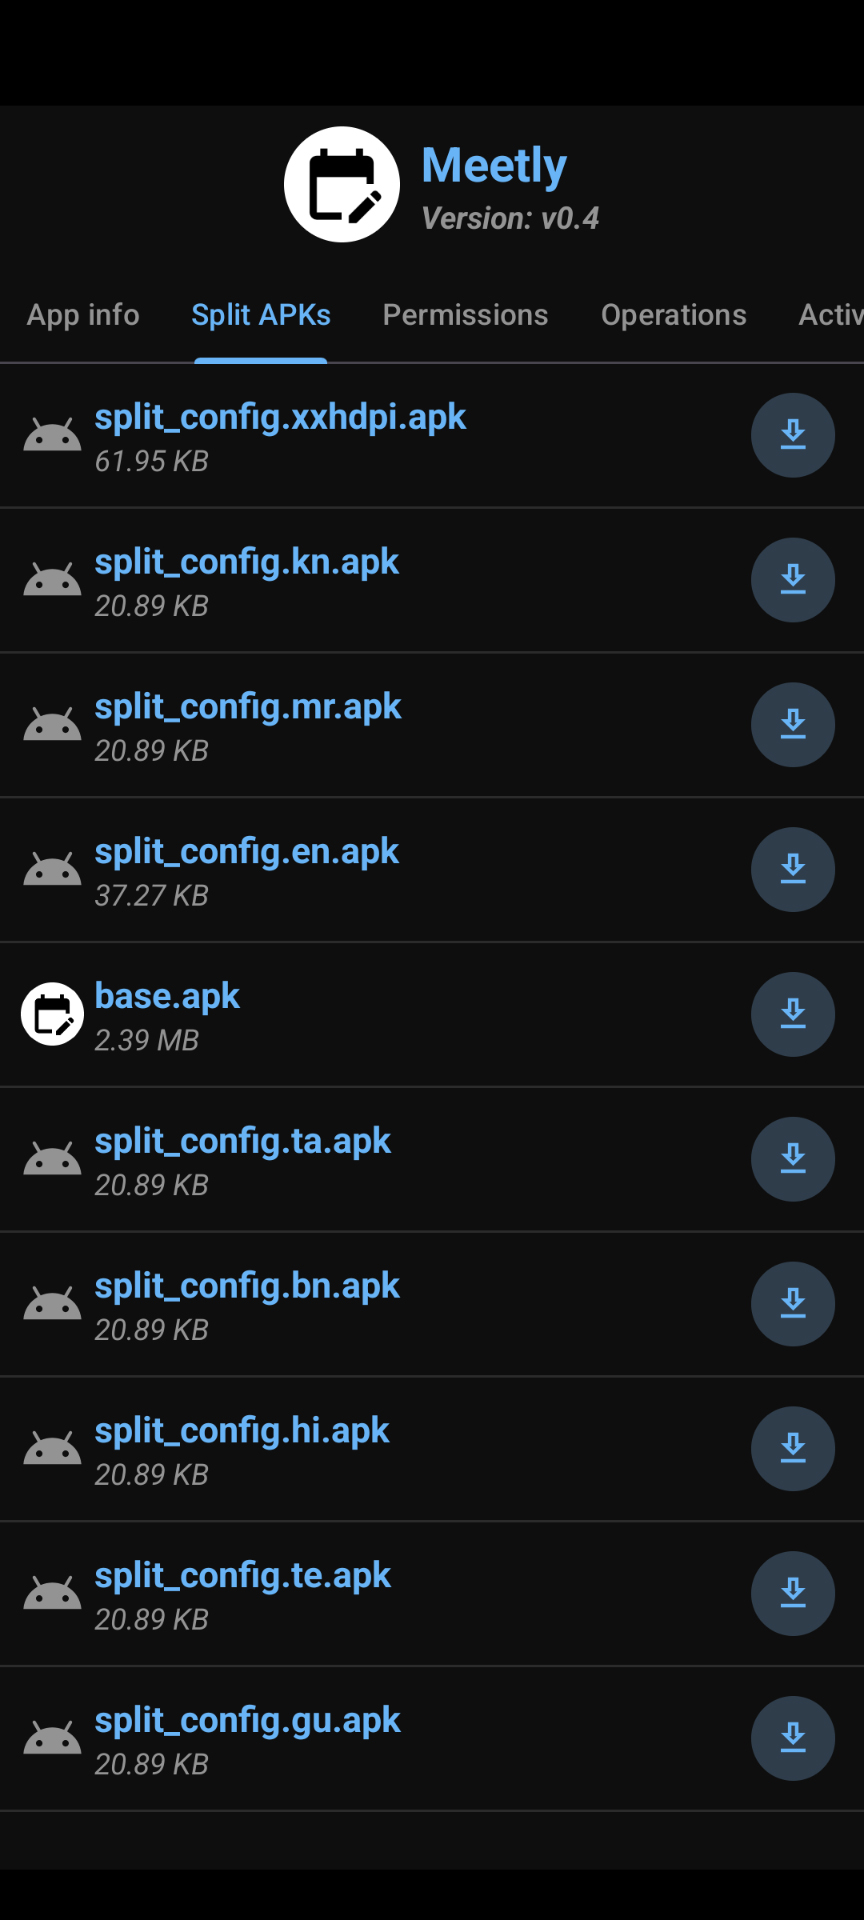 Meetly
Version: v0.4
App info Split APKs Permissions Operations Activ
split_config.xxhdpi.apk
61.95 KB
split_config.kn.apk
20.89 KB
split_config.mr.apk
20.89 KB
split_config.en.apk
37.27 KB
base.apk
2.39 MB
split_config.ta.apk
20.89 KB
split_config.bn.apk
20.89 KB
split_config.hi.apk
20.89 KB
split_config.te.apk
20.89 KB
split_config.gu.apk
20.89 KB